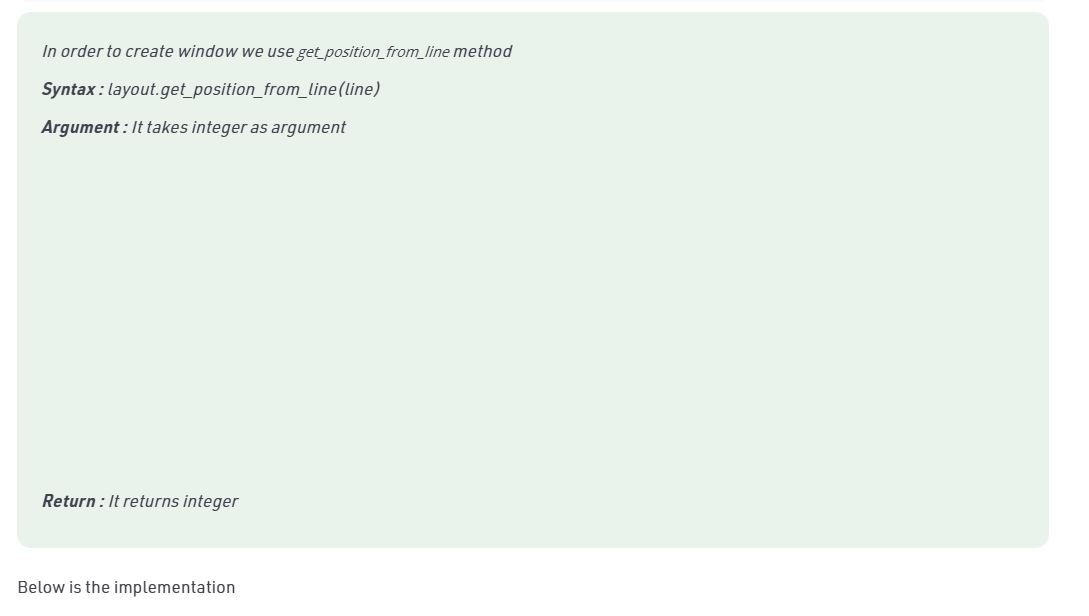 In order to create window we use get_position_from_line method
Syntax : layout.get_position_from_line(line)
Argument : It takes integer as argument
Return : It returns integer
Below is the implementation